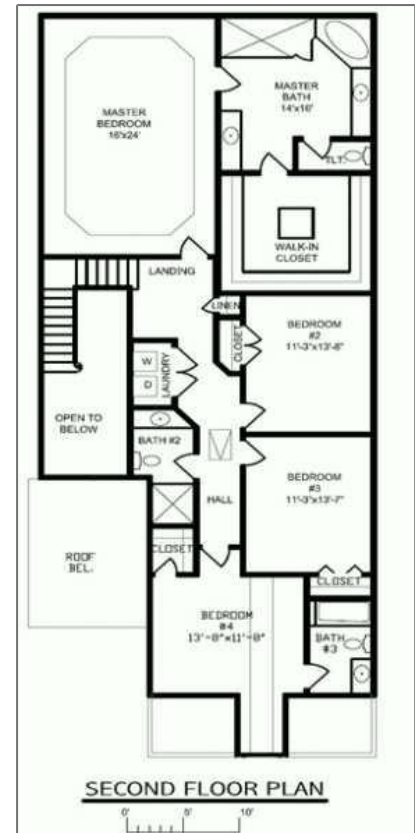 MASTER
BEDROOM
16'x24'
MASTER
BATH
14'x16'
TLT.
WALK-IN
CLOSET
LANDING
LINEN
CLOSET
BEDROOM
#2
11'-3"x13'-8"
W
D
LAUNDRY
OPEN TO
BELOW
BATH #2
HALL
BEDROOM
#3
11'-3"x13'-7"
CLOSET
CLOSET
ROOF
BEL.
BEDROOM
#4
13'-8"x11'-8"
BATH
#3
SECOND FLOOR PLAN
0' 5' 10'